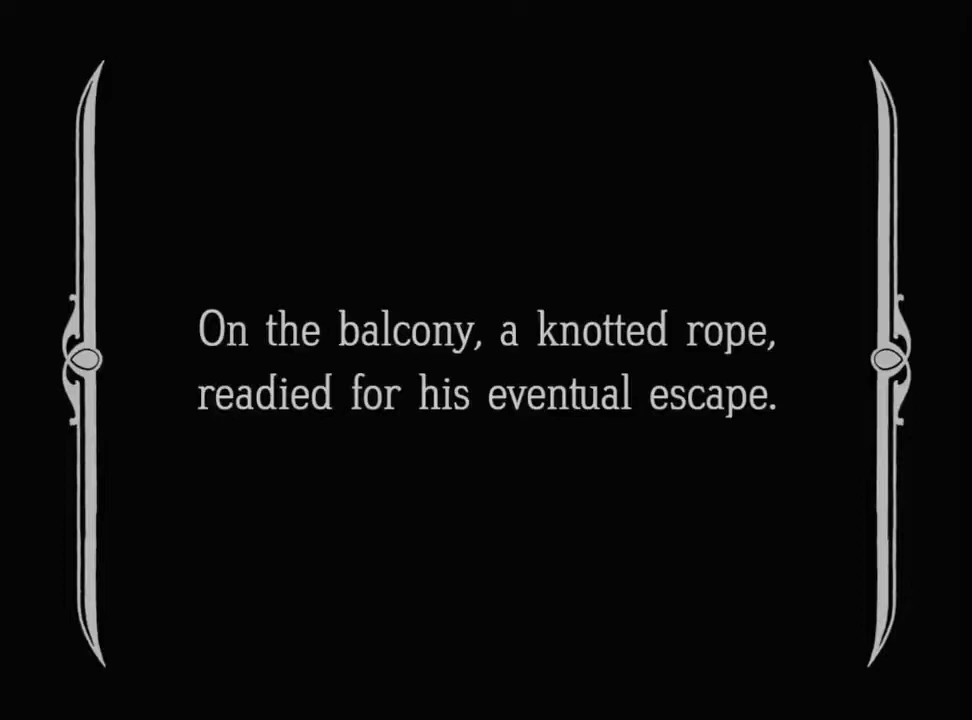 On the balcony, a knotted rope,
readied for his eventual escape.